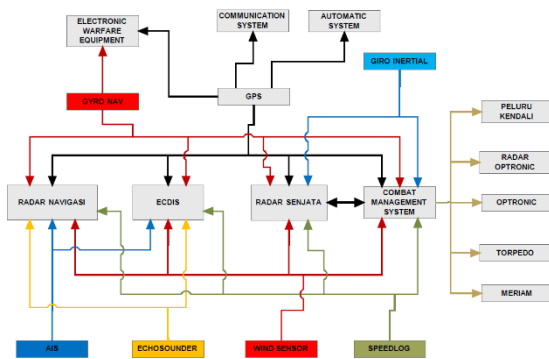 COMMUNICATION
SYSTEM
AUTOMATIC
SYSTEM
ELECTRONIC
WARFARE
EQUIPMENT
GIRO INERTIAL
GYRO NAV
GPS
PELURU
KENDALI
RADAR
OPTRONIC
RADAR NAVIGASI
ECDIS
RADAR SENJATA
COMBAT
MANAGEMENT
SYSTEM
OPTRONIC
TORPEDO
MERIAM
AIS
ECHOSOUNDER
WIND SENSOR
SPEEDLOG